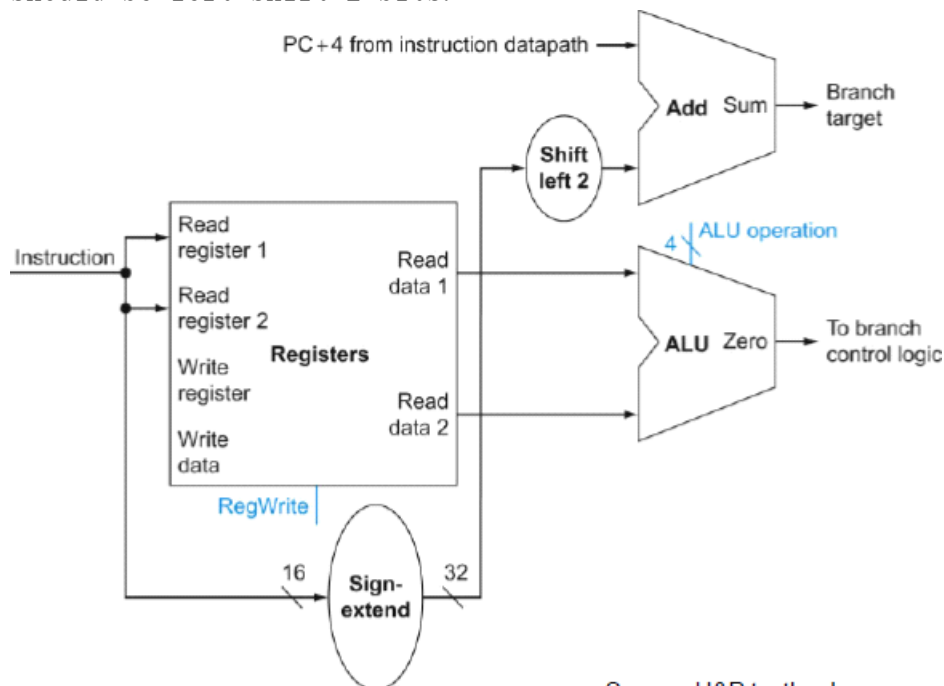 PC+4 from instruction datapath
Add Sum
Branch
target
Shift
left 2
4
ALU operation
Instruction
Read
register 1
Read
data 1
Read
register 2
Registers
Write
register
Read
data 2
Write
data
ALU Zero
To branch
control logic
RegWrite
16
Sign-
extend
32